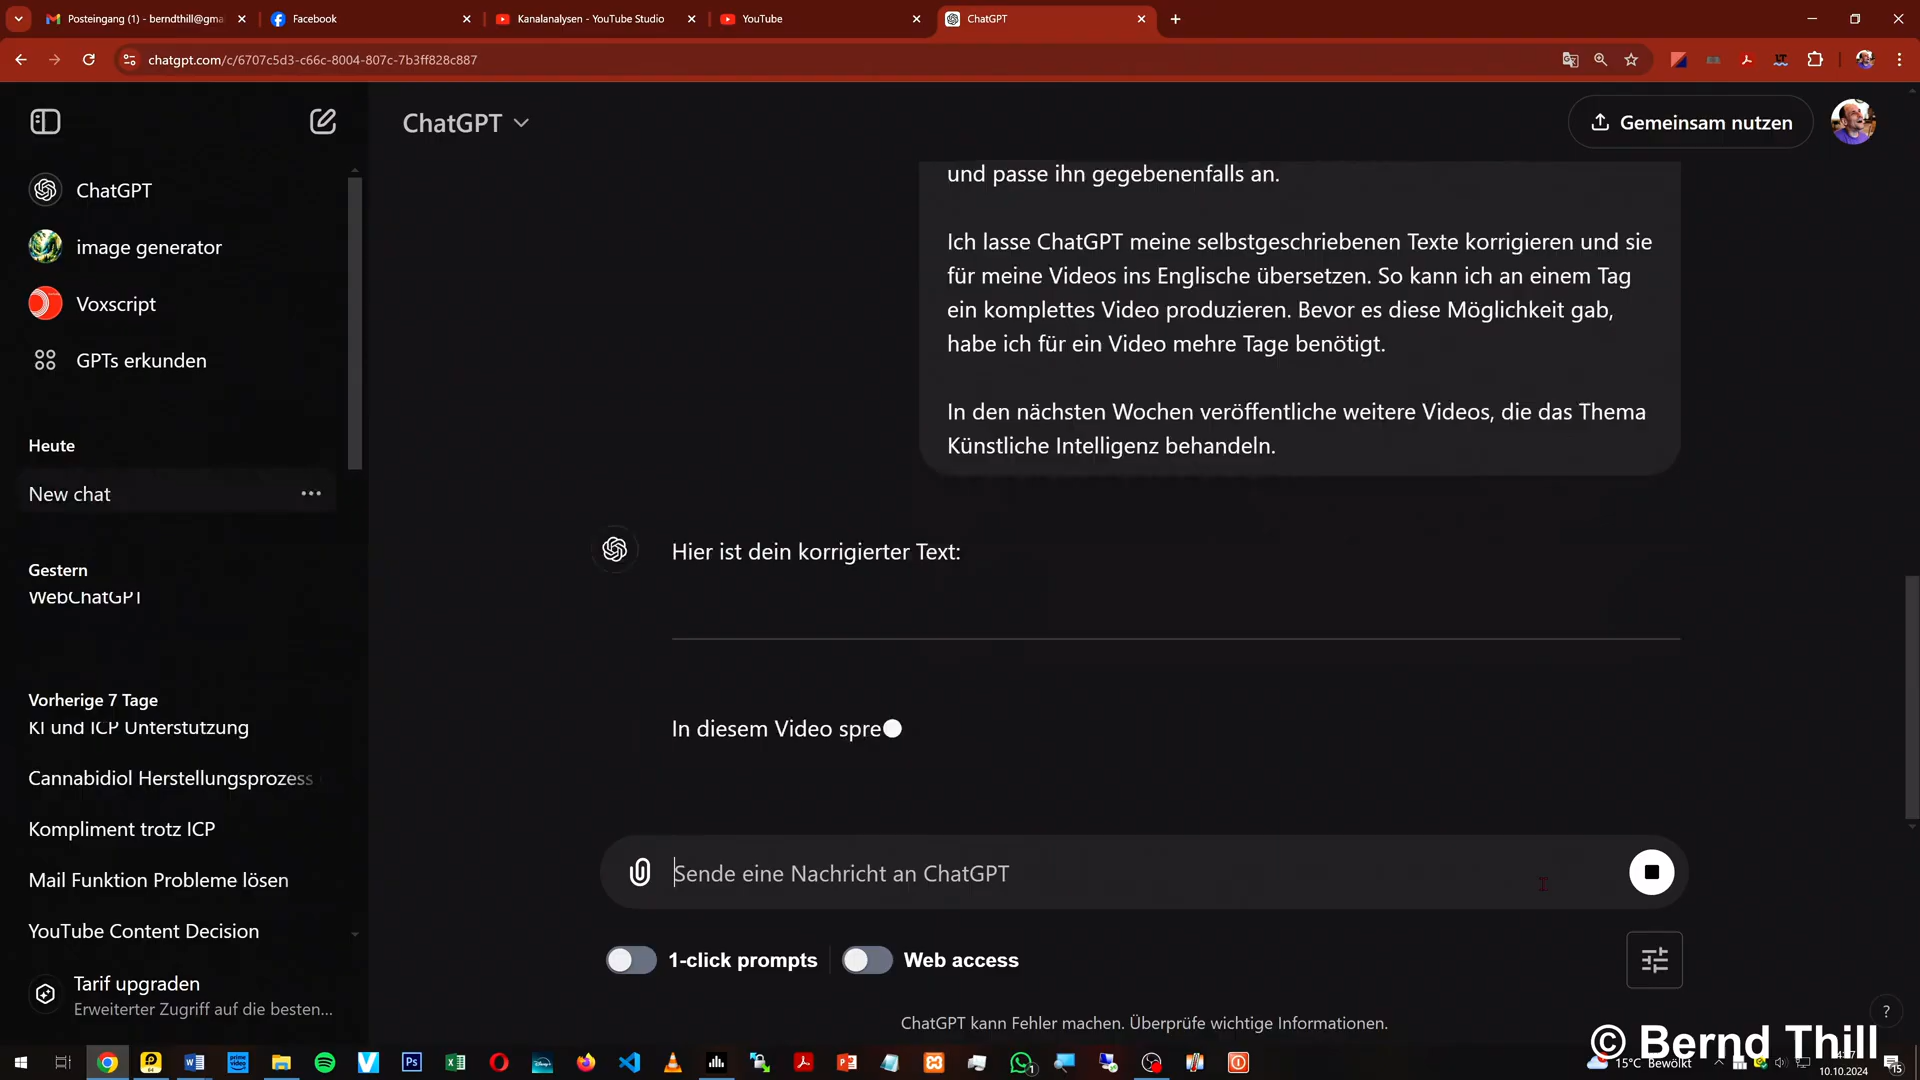 Posteingang (1) - berndthill@gma
Facebook
Kanalanalysen - YouTube Studio
YouTube
ChatGPT
chatgpt.com/c/6707c5d3-c66c-8004-807c-7b3ff828c887
ChatGPT
Gemeinsam nutzen
ChatGPT
image generator
Voxscript
GPTs erkunden
Heute
New chat
Gestern
WebChatGPT
Vorherige 7 Tage
KI und ICP Unterstützung
Cannabidiol Herstellungsprozess
Kompliment trotz ICP
Mail Funktion Probleme lösen
YouTube Content Decision
Tarif upgraden
Erweiterter Zugriff auf die besten...
und passe ihn gegebenenfalls an.
Ich lasse ChatGPT meine selbstgeschriebenen Texte korrigieren und sie
für meine Videos ins Englische übersetzen. So kann ich an einem Tag
ein komplettes Video produzieren. Bevor es diese Möglichkeit gab,
habe ich für ein Video mehre Tage benötigt.
In den nächsten Wochen veröffentliche weitere Videos, die das Thema
Künstliche Intelligenz behandeln.
Hier ist dein korrigierter Text:
In diesem Video spre
Sende eine Nachricht an ChatGPT
1-click prompts
Web access
ChatGPT kann Fehler machen. Überprüfe wichtige Informationen.
?
© Bernd Thill
15°C Bewölkt
10.10.2024
15